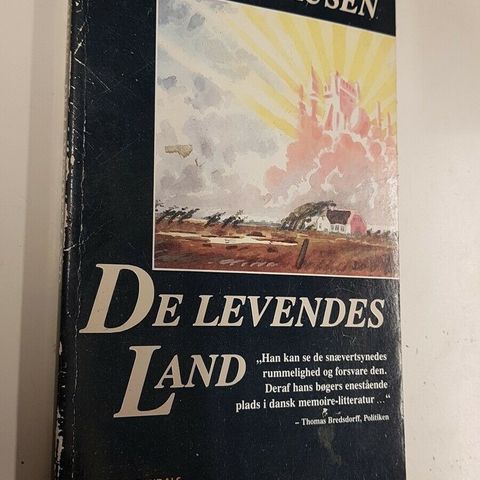 DE LEVENDES
LAND
„Han kan se de snævertsynedes
rummelighed og forsvare den.
Deraf hans bøgers enestående
plads i dansk memoire-litteratur ...“
– Thomas Bredsdorff, Politiken